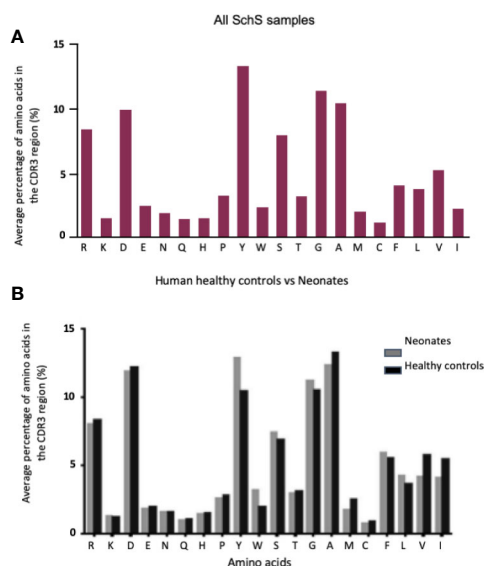 All SchS samples
A
Average percentage of amino acids in
the CDR3 region (%)
15
10
5
0
R K D E N Q H P Y W S T G A M C F L V I
Human healthy controls vs Neonates
B
Average percentage of amino acids in
the CDR3 region (%)
15
10
5
0
Neonates
Healthy controls
R K D E N Q H P Y W S T G A M C F L V I
Amino acids